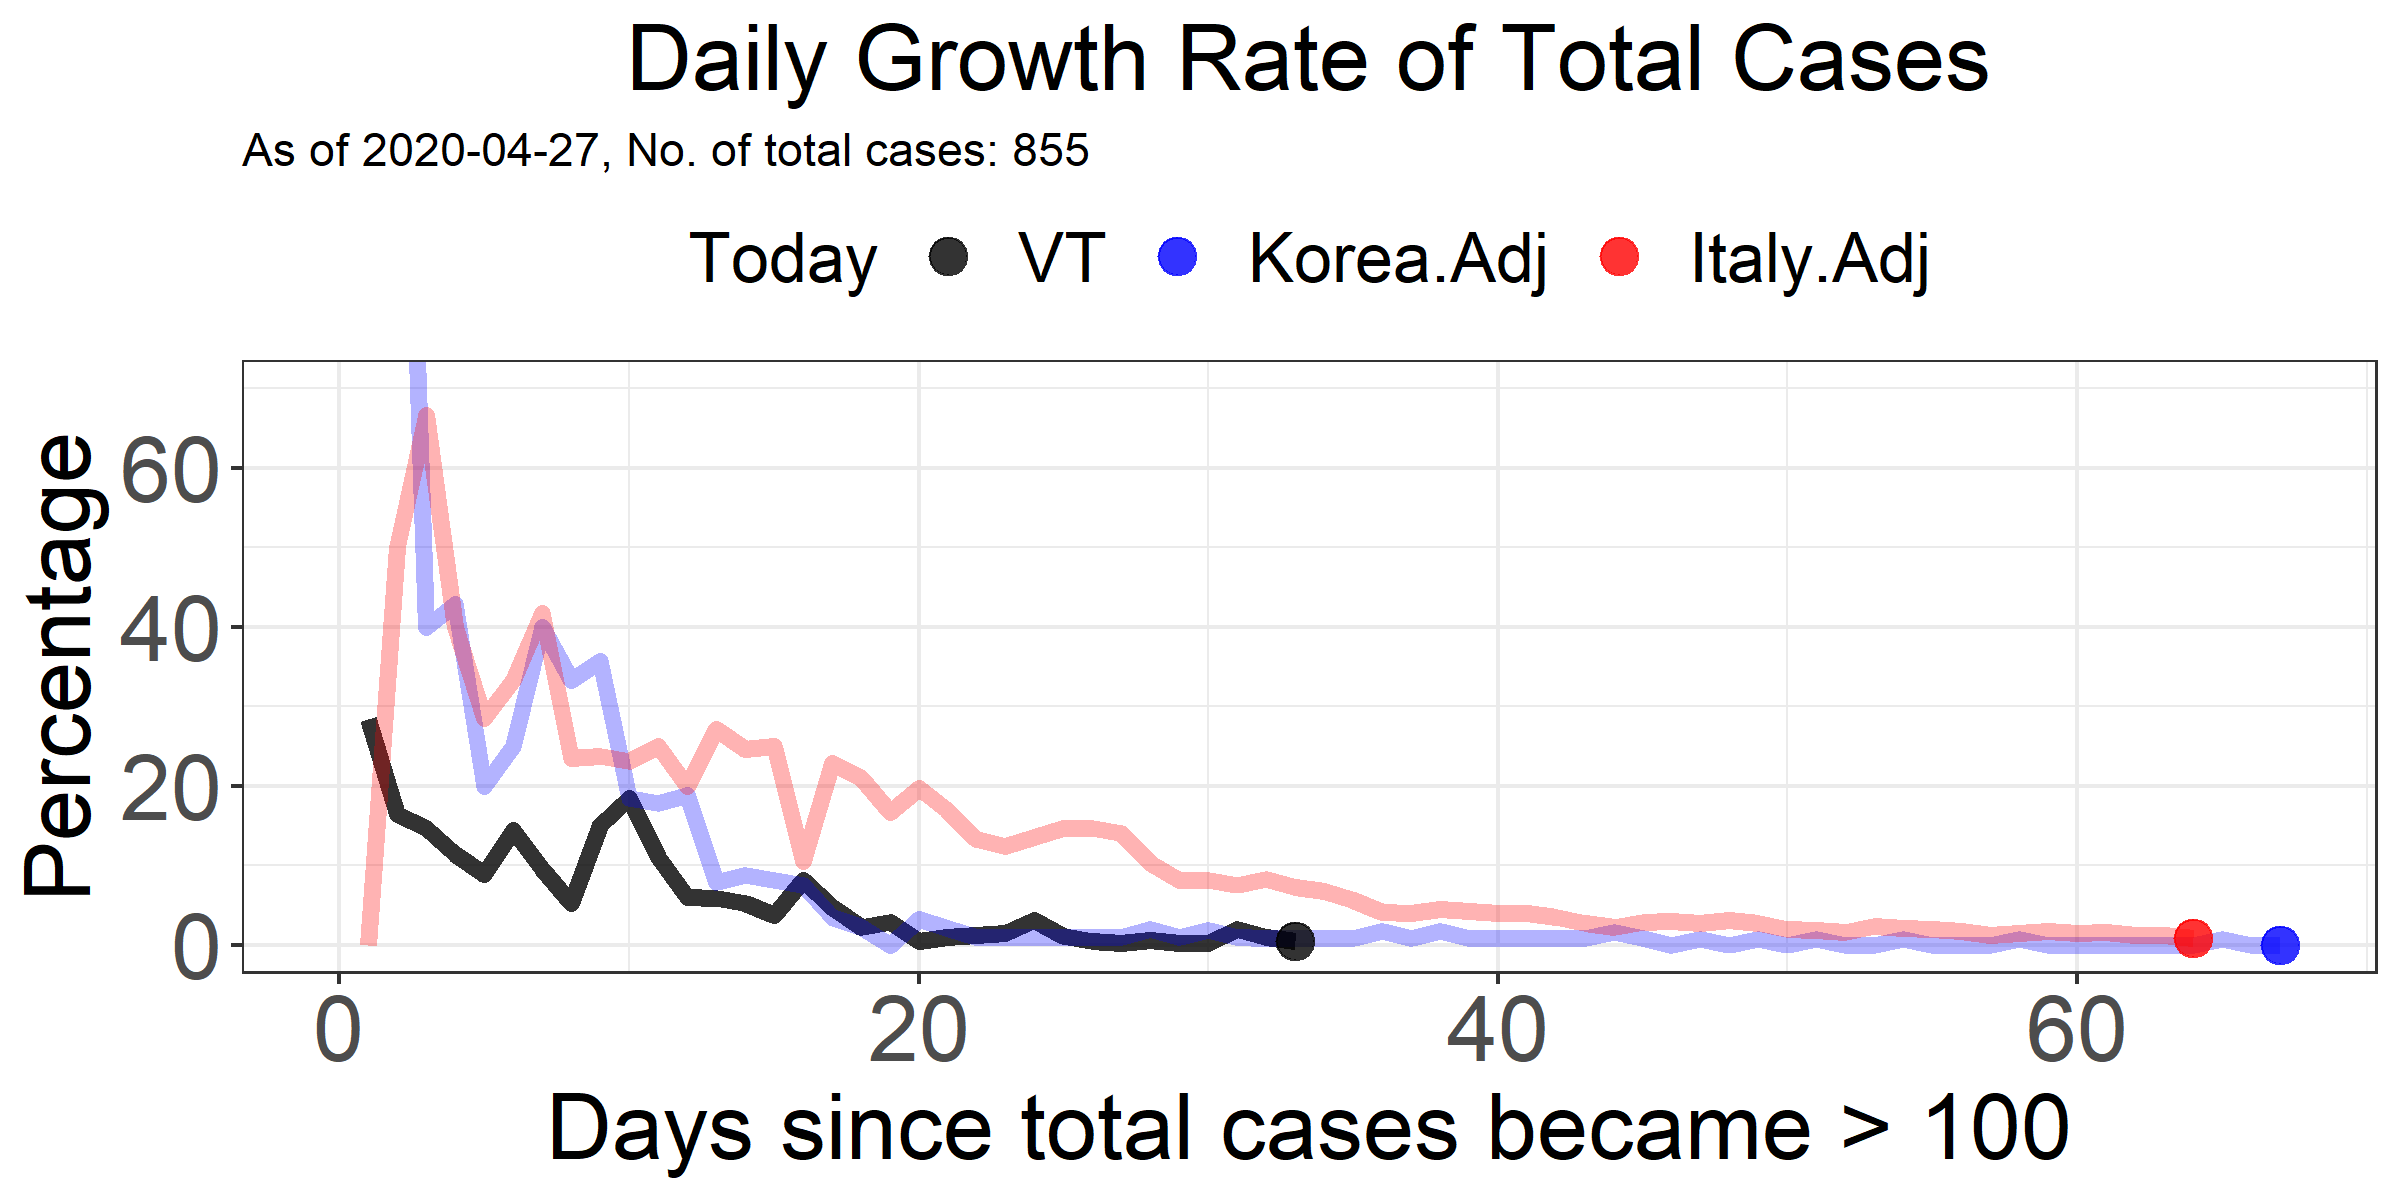 Daily Growth Rate of Total Cases
As of 2020-04-27, No. of total cases: 855
Today VT Korea.Adj Italy.Adj
Percentage
60
40
20
0
0 20 40 60
Days since total cases became > 100